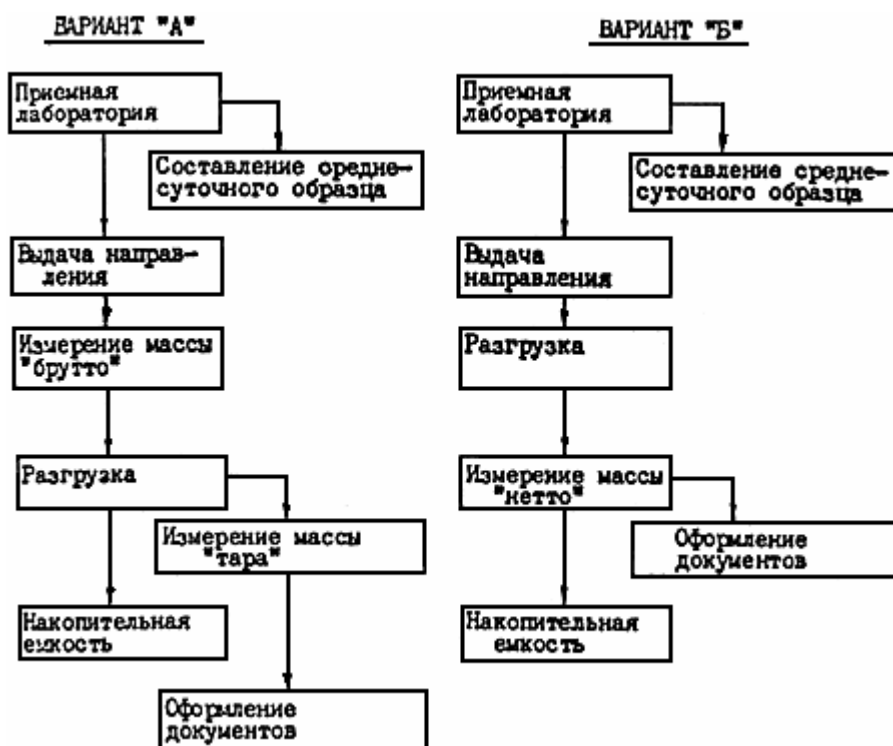 ВАРИАНТ "А"
Приемная
лаборатория
Составление средне-
суточного образца
Выдача направ-
ления
Измерение массы
"брутто"
Разгрузка
Измерение массы
"тара"
Накопительная
емкость
Оформление
документов
ВАРИАНТ "Б"
Приемная
лаборатория
Составление средне-
суточного образца
Выдача
направления
Разгрузка
Измерение массы
"нетто"
Оформление
документов
Накопительная
емкость